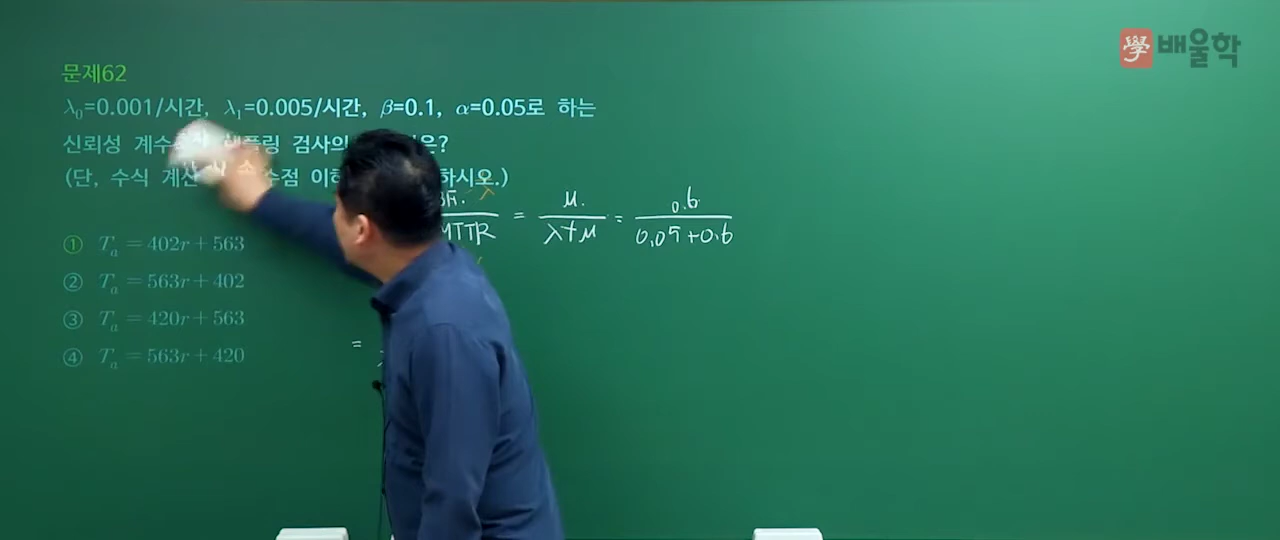 學 배울학
문제62
λ₀=0.001/시간, λ₁=0.005/시간, β=0.1, α=0.05로 하는
신뢰성 검사의
(단, 수식 계산 하시오.)
= μ / (λ+μ) = 0.6 / (0.05+0.6)
MTTR
① Tₐ = 402r + 563
② Tₐ = 563r + 402
③ Tₐ = 420r + 563
=
④ Tₐ = 563r + 420